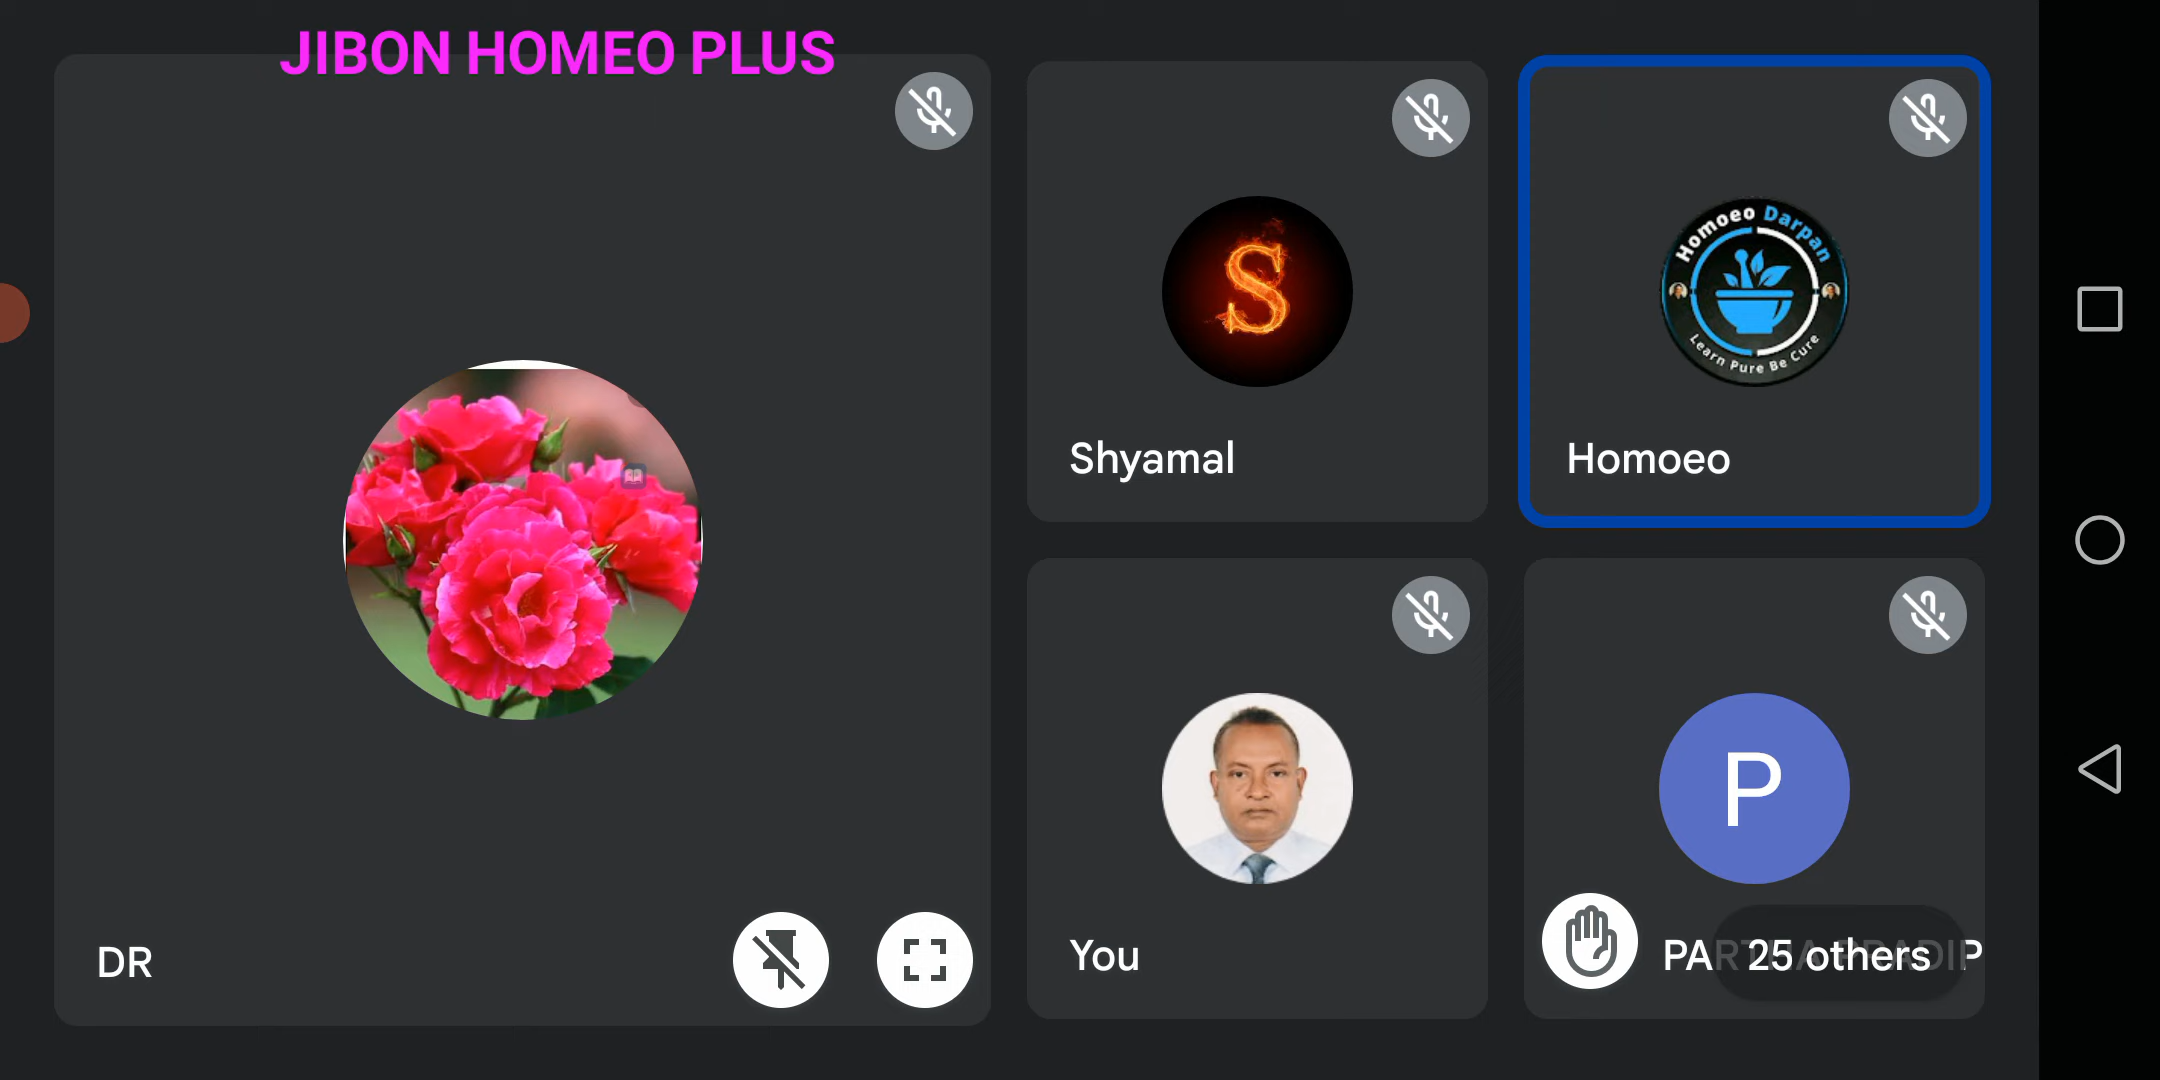 JIBON HOMEO PLUS
S
Homoeo Darpan
Learn Pure Be Cure
Shyamal
Homoeo
P
DR
You
25 others